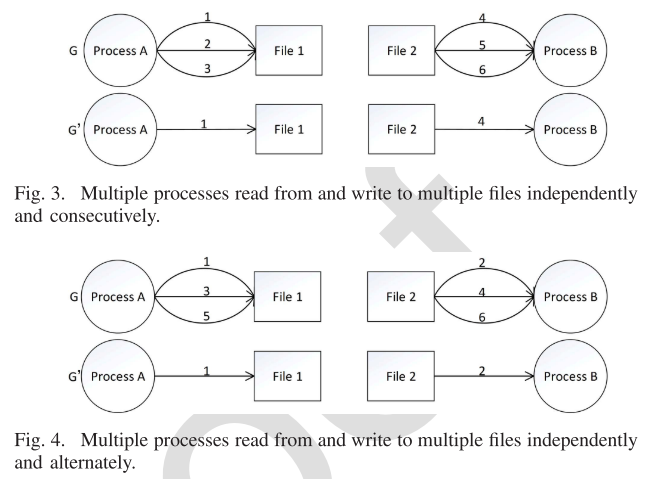 1 4
G Process A 2 File 1 File 2 5 Process B
3 6
G' Process A 1 File 1 File 2 4 Process B
Fig. 3. Multiple processes read from and write to multiple files independently
and consecutively.
1 2
G Process A 3 File 1 File 2 4 Process B
5 6
G' Process A 1 File 1 File 2 2 Process B
Fig. 4. Multiple processes read from and write to multiple files independently
and alternately.